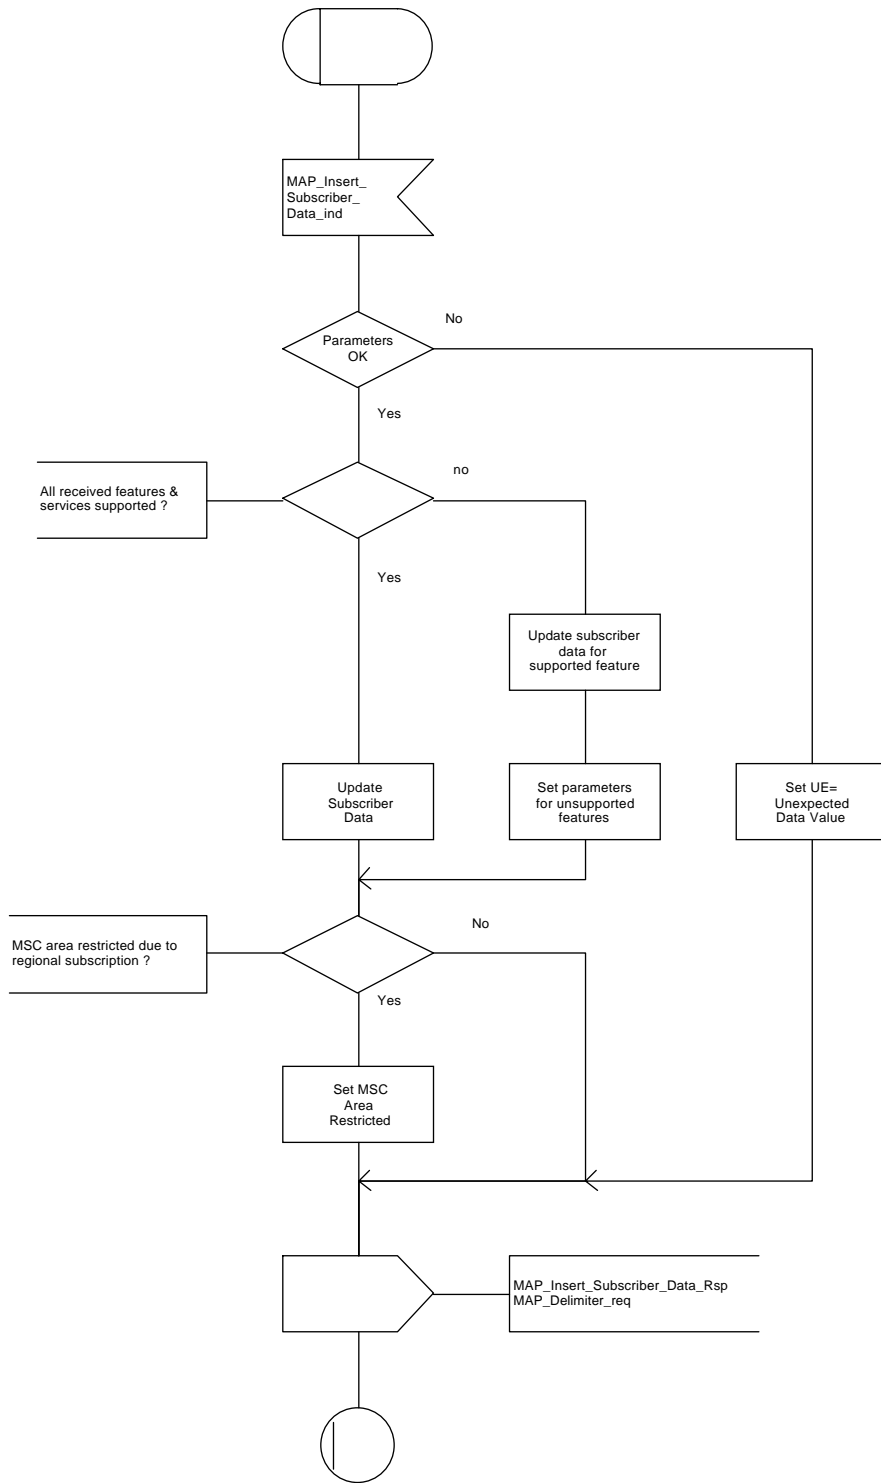 MAP_Insert_
Subscriber_
Data_ind
No
Parameters
OK
Yes
no
All received features &
services supported ?
Yes
Update subscriber
data for
supported feature
Update
Subscriber
Data
Set parameters
for unsupported
features
Set UE=
Unexpected
Data Value
No
MSC area restricted due to
regional subscription ?
Yes
Set MSC
Area
Restricted
MAP_Insert_Subscriber_Data_Rsp
MAP_Delimiter_req